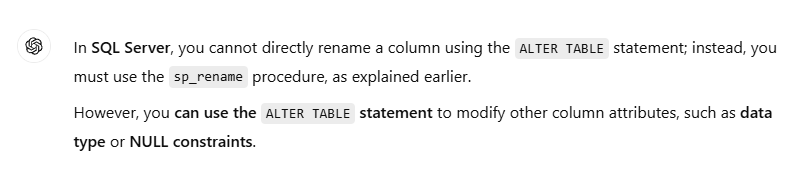 In SQL Server, you cannot directly rename a column using the ALTER TABLE statement; instead, you
must use the sp_rename procedure, as explained earlier.
However, you can use the ALTER TABLE statement to modify other column attributes, such as data
type or NULL constraints.